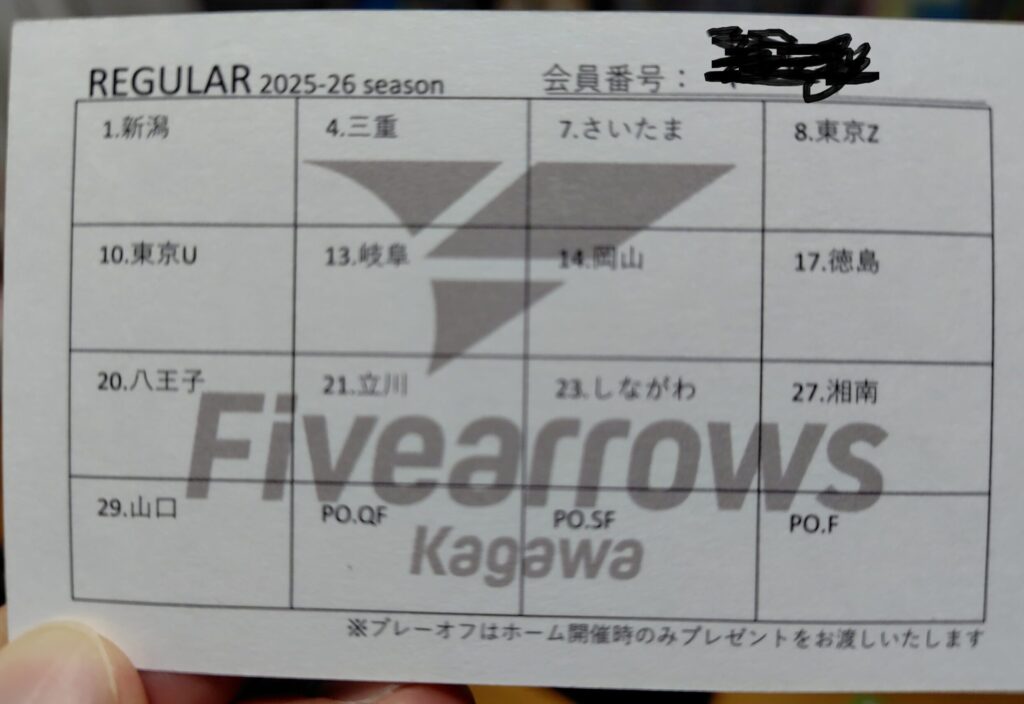 REGULAR 2025-26 season 会員番号：
1.新潟 4.三重 7.さいたま 8.東京Z
10.東京U 13.岐阜 14.岡山 17.徳島
20.八王子 21.立川 23.しながわ 27.湘南
Fivearrows
29.山口 PO.QF PO.SF PO.F
Kagawa
※プレーオフはホーム開催時のみプレゼントをお渡しいたします